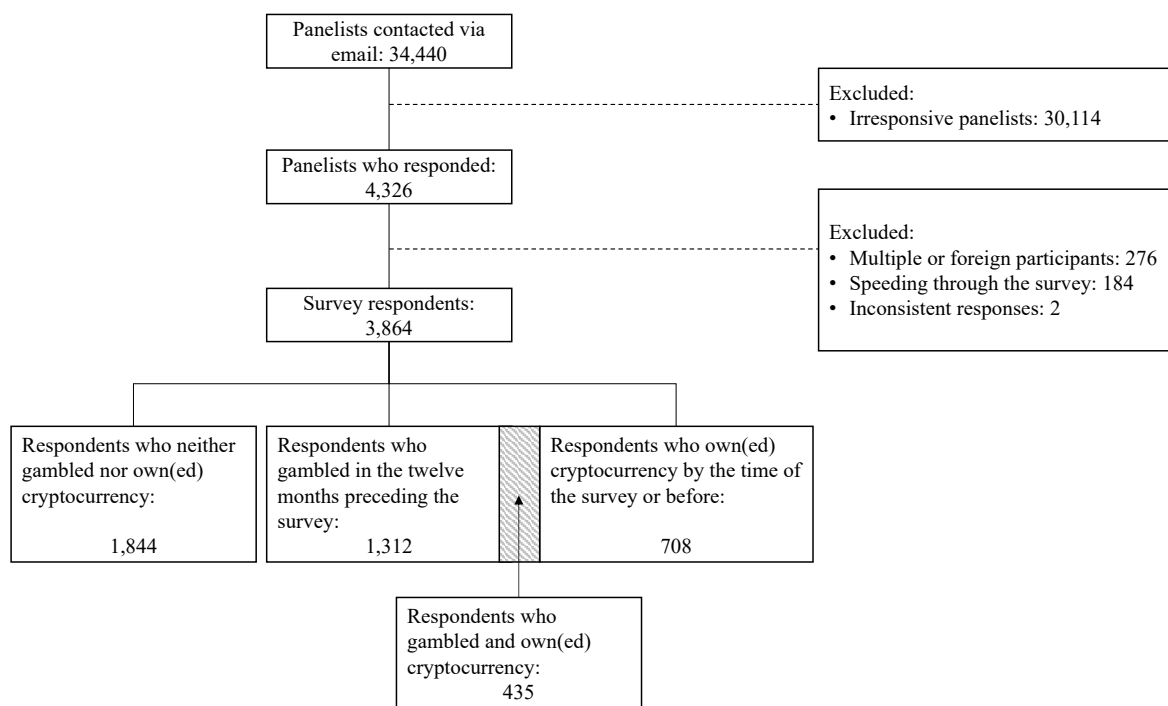 Panelists contacted via
email: 34,440
Excluded:
• Irresponsive panelists: 30,114
Panelists who responded:
4,326
Excluded:
• Multiple or foreign participants: 276
• Speeding through the survey: 184
• Inconsistent responses: 2
Survey respondents:
3,864
Respondents who neither
gambled nor own(ed)
cryptocurrency:
1,844
Respondents who
gambled in the twelve
months preceding the
survey:
1,312
Respondents who own(ed)
cryptocurrency by the time of
the survey or before:
708
Respondents who
gambled and own(ed)
cryptocurrency:
435